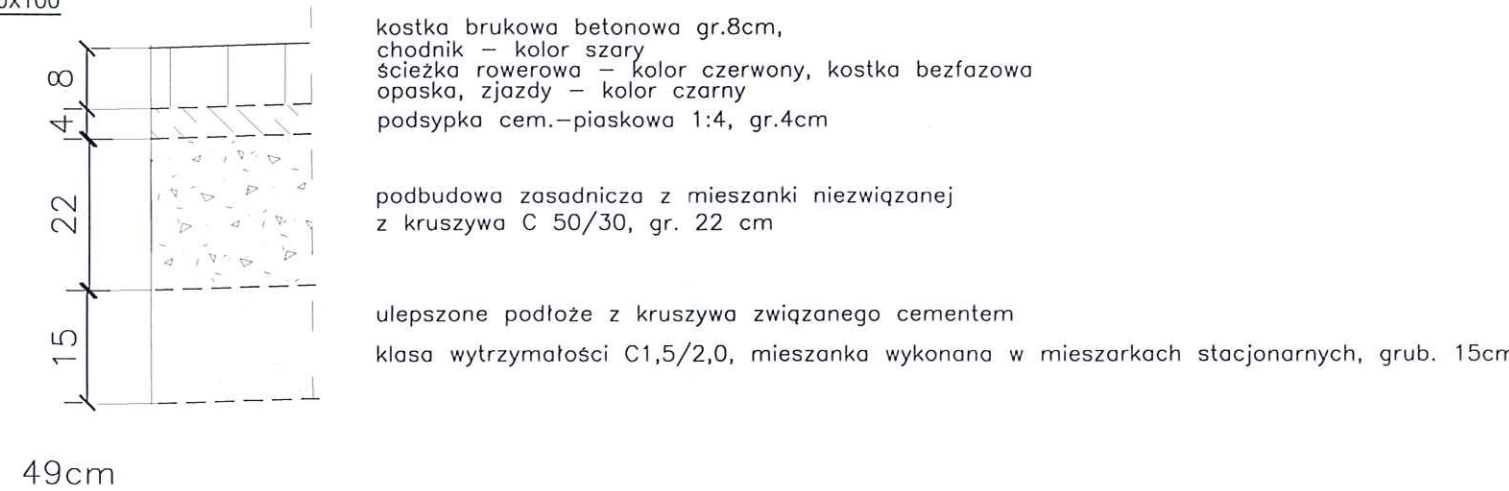 kostka brukowa betonowa gr.8cm,
chodnik – kolor szary
ścieżka rowerowa – kolor czerwony, kostka bezfazowa
opaska, zjazdy – kolor czarny
8
4
podsypka cem.–piaskowa 1:4, gr.4cm
22
podbudowa zasadnicza z mieszanki niezwiązanej
z kruszywa C 50/30, gr. 22 cm
15
ulepszone podłoże z kruszywa związanego cementem
klasa wytrzymałości C1,5/2,0, mieszanka wykonana w mieszarkach stacjonarnych, grub. 15cm
49cm